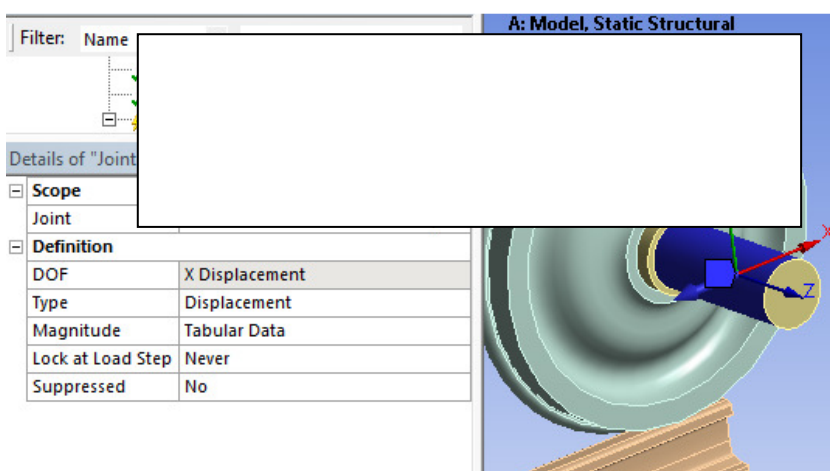 Filter: Name
A: Model, Static Structural
Details of "Joint
Scope
Joint
Definition
DOF X Displacement
Type Displacement
Magnitude Tabular Data
Lock at Load Step Never
Suppressed No
X
Z